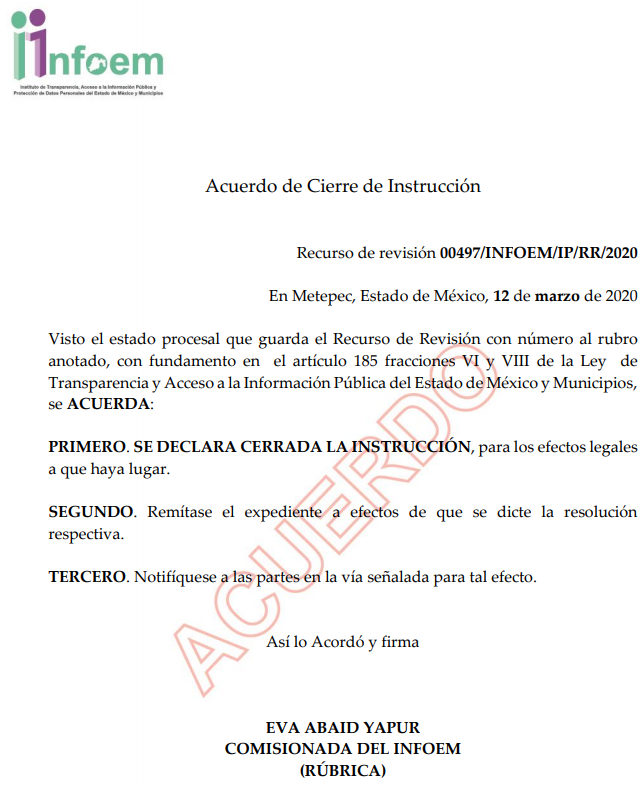 infoem
Instituto de Transparencia, Acceso a la Información Pública y
Protección de Datos Personales del Estado de México y Municipios
Acuerdo de Cierre de Instrucción
Recurso de revisión 00497/INFOEM/IP/RR/2020
En Metepec, Estado de México, 12 de marzo de 2020
Visto el estado procesal que guarda el Recurso de Revisión con número al rubro
anotado, con fundamento en el artículo 185 fracciones VI y VIII de la Ley de
Transparencia y Acceso a la Información Pública del Estado de México y Municipios,
se ACUERDA:
PRIMERO. SE DECLARA CERRADA LA INSTRUCCIÓN, para los efectos legales
a que haya lugar.
SEGUNDO. Remítase el expediente a efectos de que se dicte la resolución
respectiva.
TERCERO. Notifíquese a las partes en la vía señalada para tal efecto.
ACUERDO
Así lo Acordó y firma
EVA ABAID YAPUR
COMISIONADA DEL INFOEM
(RÚBRICA)